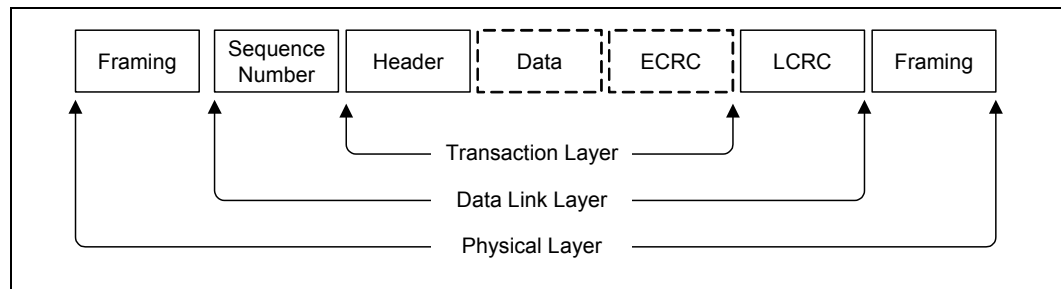 Framing
Sequence
Number
Header
Data
ECRC
LCRC
Framing
Transaction Layer
Data Link Layer
Physical Layer